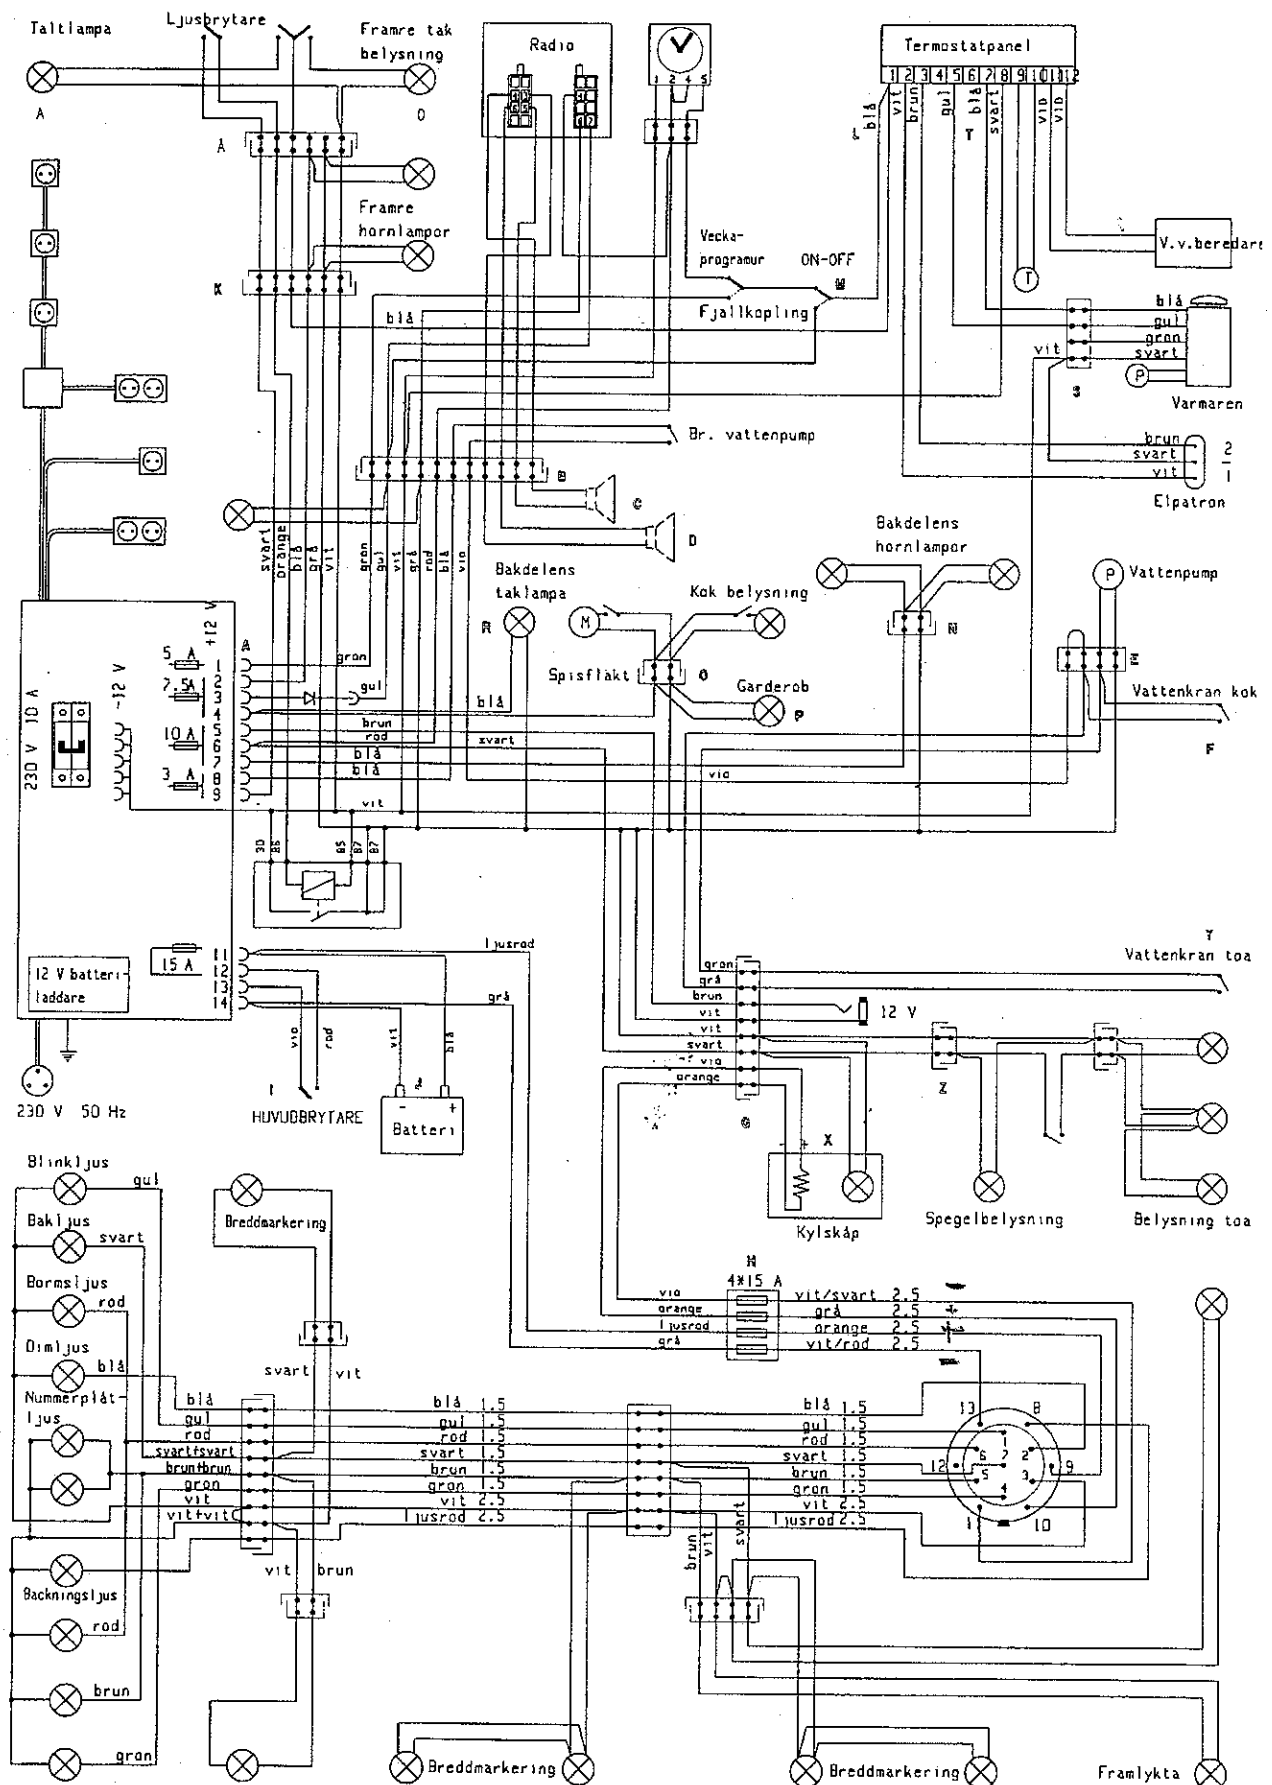 Taltlampa
Ljusbrytare
Framre tak
belysning
Radio
1 2 4 5
Termostatpanel
1 2 3 4 5 6 7 8 9 10 11 12
blå
vit
brun
gul
blå
svart
vio
vio
A
O
Å
Framre
hornlampor
K
V.v.beredare
T
Vecka-
programur
ON-OFF
Fjallkopling
blå
blå
gul
gron
svart
vit
P
S
Varmaren
Br. vattenpump
brun
svart
vit
2
1
Elpatron
B
C
D
svart
orange
blå
grå
vit
gron
gul
vit
grå
rod
blå
vio
Bakdelens
taklampa
Kok belysning
Bakdelens
hornlampor
P
Vattenpump
M
Spisflakt
O
N
Garderob
P
Vattenkran kok
F
+12 V
-12 V
A
5 A
7.5A
10 A
3 A
1
2
3
4
5
6
7
8
9
230 V 10 A
gron
gul
blå
brun
rod
svart
blå
blå
vio
vit
30
86
85
87
87
15 A
11
12
13
14
12 V batteri-
laddare
ljusrod
grå
vio
rod
vit
blå
230 V 50 Hz
HUVUDBRYTARE
- +
Batteri
gron
grå
brun
vit
vit
svart
vio
orange
Y
Vattenkran toa
12 V
Z
G
- +
X
Kylskåp
Spegelbelysning
Belysning toa
Blinkljus
gul
Bakljus
svart
Bormsljus
rod
Dimljus
blå
Nummerplåt-
ljus
Backningsljus
rod
brun
gron
Breddmarkering
svart
vit
4*15 A
vio
orange
ljusrod
grå
vit/svart 2.5
grå 2.5
orange 2.5
vit/rod 2.5
blå
gul
rod
svart+svart
brun+brun
gron
vit
vit+vit
blå 1.5
gul 1.5
rod 1.5
svart 1.5
brun 1.5
gron 1.5
vit 2.5
ljusrod 2.5
blå 1.5
gul 1.5
rod 1.5
svart 1.5
brun 1.5
gron 1.5
vit 2.5
ljusrod 2.5
13
8
1
6
7
2
12
9
5
3
4
10
vit
brun
brun
vit
svart
Breddmarkering
Breddmarkering
Framlykta